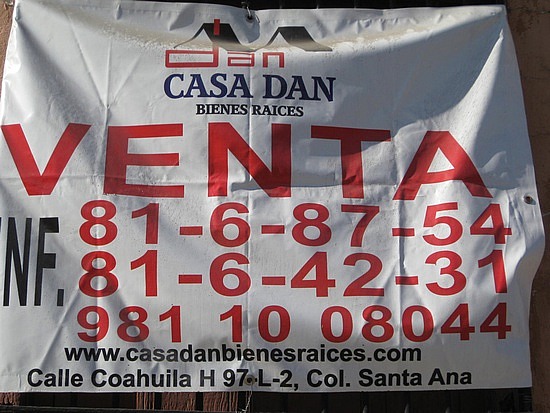 dan
CASA DAN
BIENES RAICES
VENTA
INF. 81-6-87-54
81-6-42-31
981 10 08044
www.casadanbienesraices.com
Calle Coahuila H 97 L-2, Col. Santa Ana